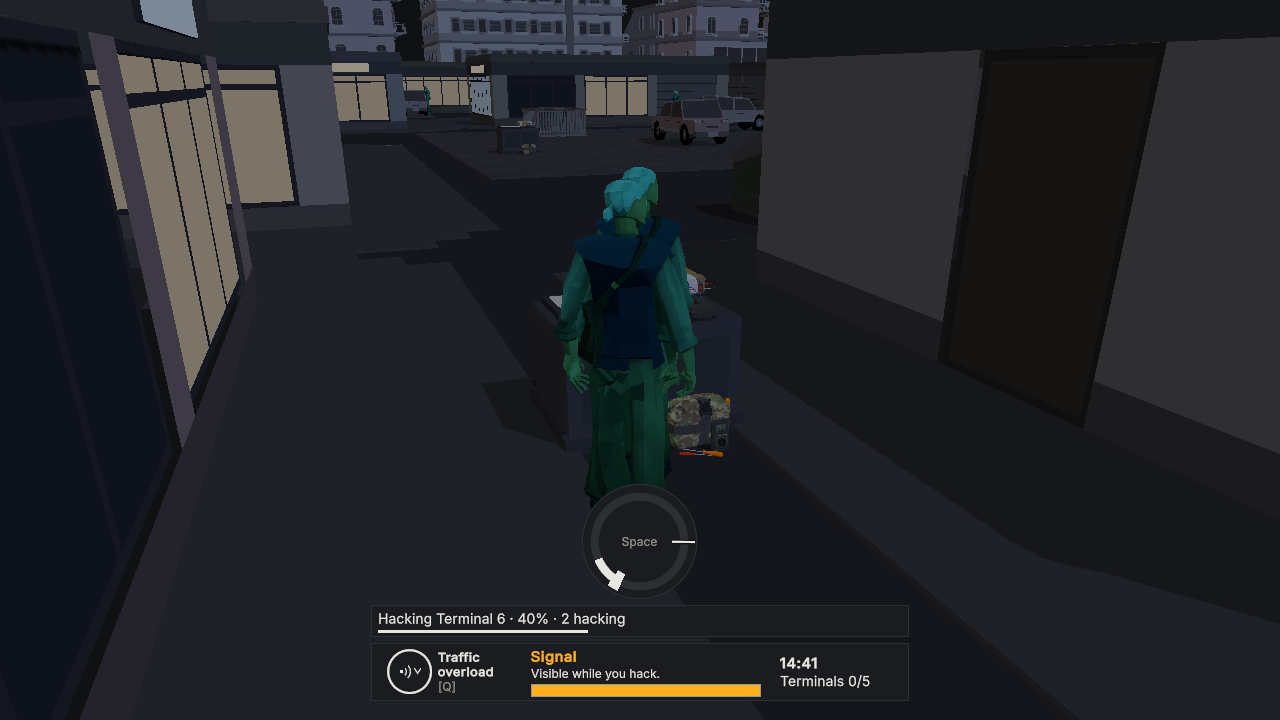 Space
Hacking Terminal 6 · 40% · 2 hacking
Traffic
overload
[Q]
Signal
Visible while you hack.
14:41
Terminals 0/5